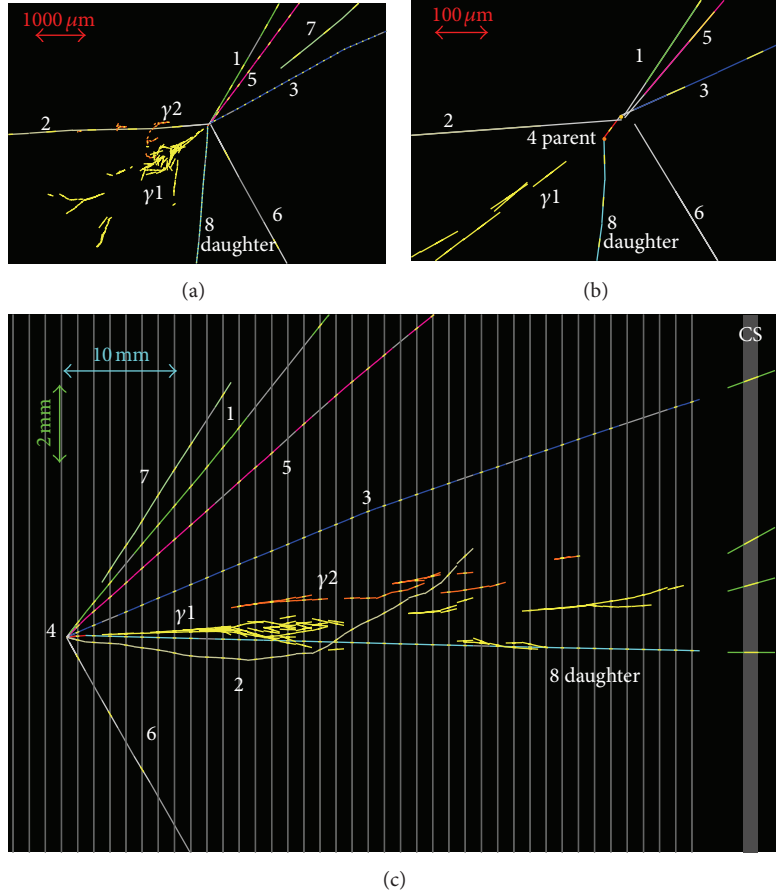 1000 μm
7
1
5
3
2
γ2
γ1
6
8
daughter
(a)
100 μm
5
1
3
2
4 parent
γ1
6
8
daughter
(b)
CS
10 mm
2 mm
1
7
5
3
γ2
γ1
4
8 daughter
2
6
(c)